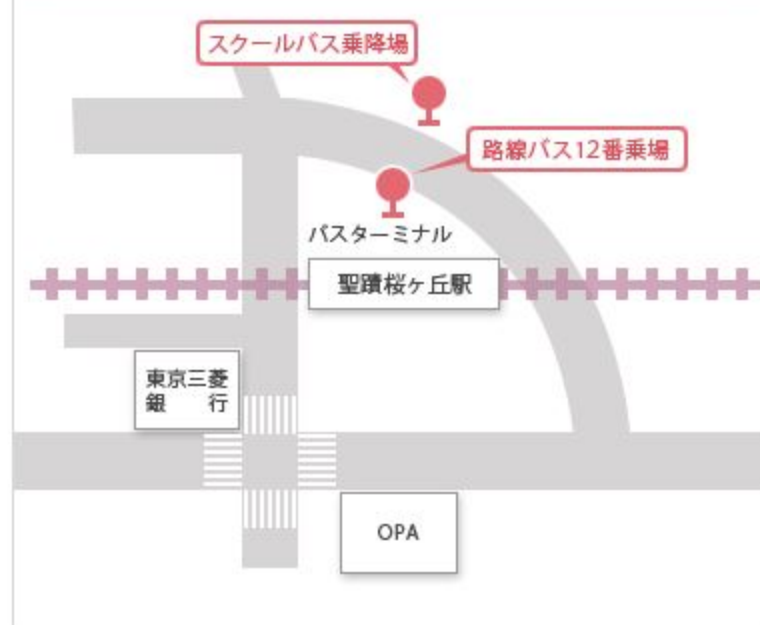 スクールバス乗降場
路線バス12番乗場
バスターミナル
聖蹟桜ヶ丘駅
東京三菱
銀　　行
OPA